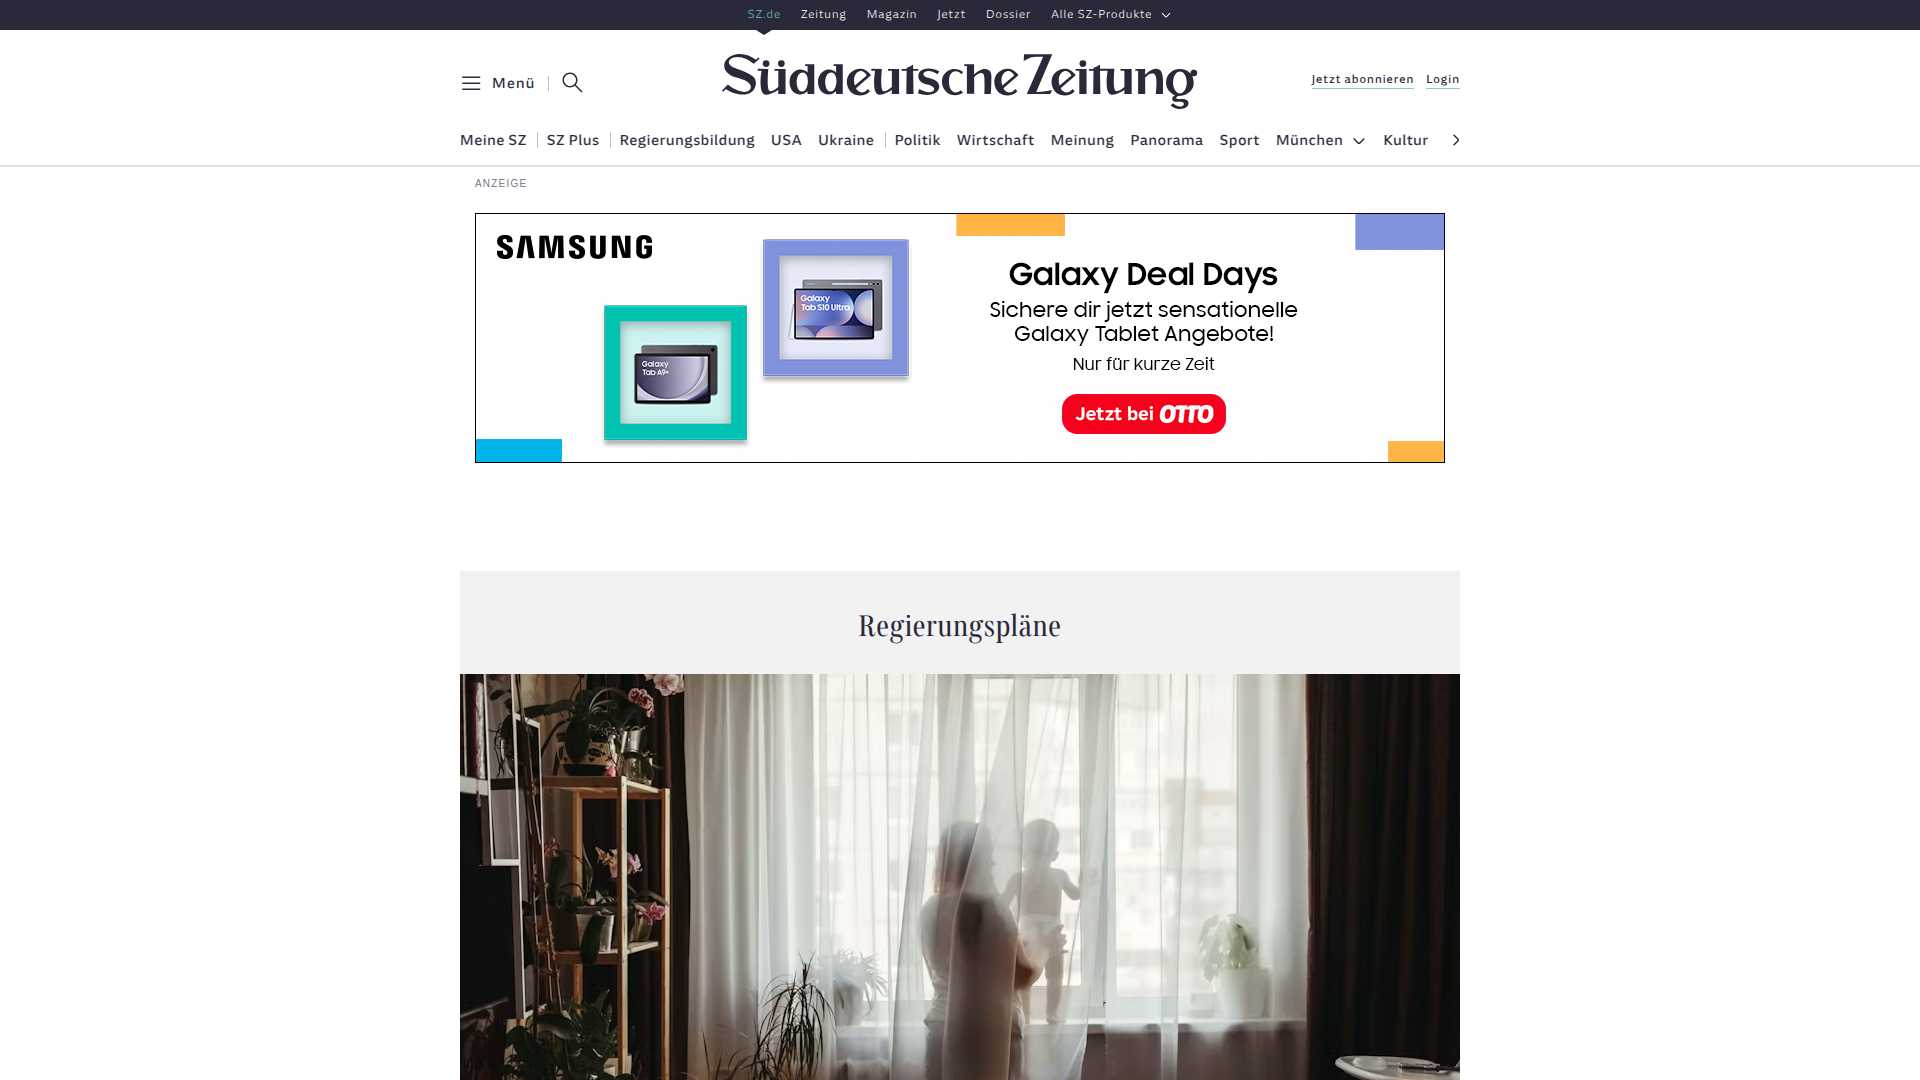 SZ.de Zeitung Magazin Jetzt Dossier Alle SZ-Produkte
Menü
Süddeutsche Zeitung
Jetzt abonnieren Login
Meine SZ SZ Plus Regierungsbildung USA Ukraine Politik Wirtschaft Meinung Panorama Sport München Kultur
ANZEIGE
SAMSUNG
Galaxy
Tab S10 Ultra
Galaxy
Tab A9+
Galaxy Deal Days
Sichere dir jetzt sensationelle
Galaxy Tablet Angebote!
Nur für kurze Zeit
Jetzt bei OTTO
Regierungspläne